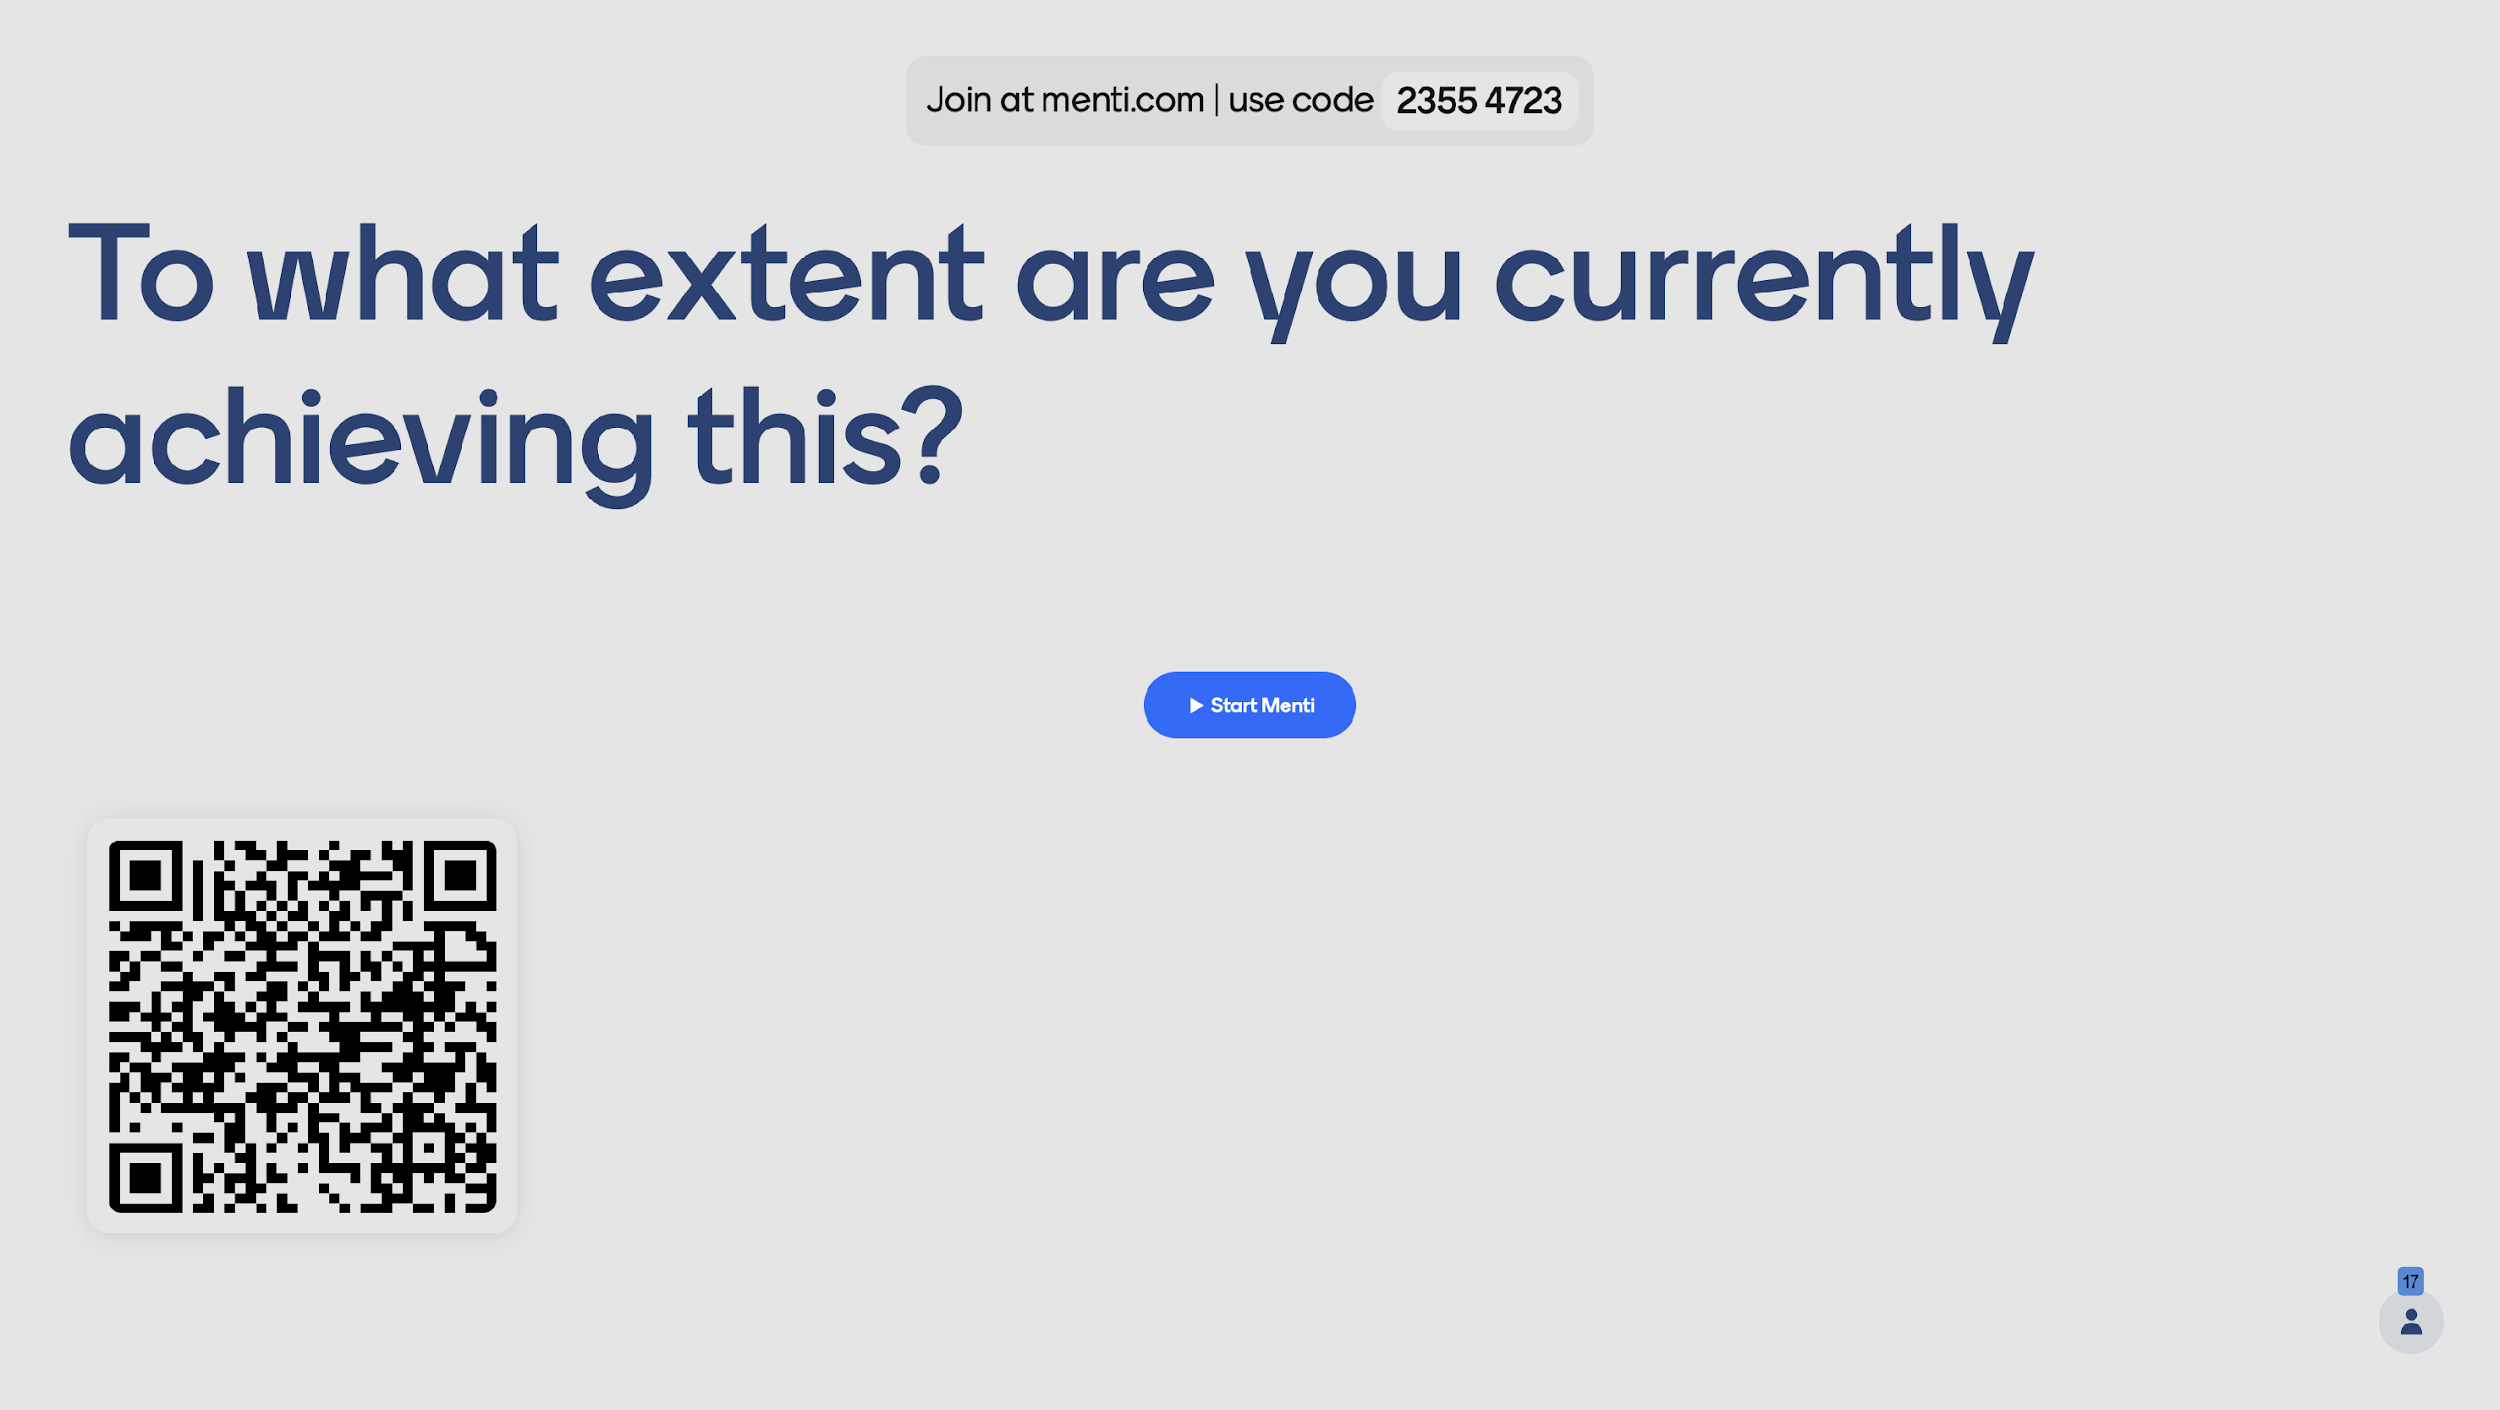 Join at menti.com | use code 2355 4723
To what extent are you currently
achieving this?
Start Menti
17